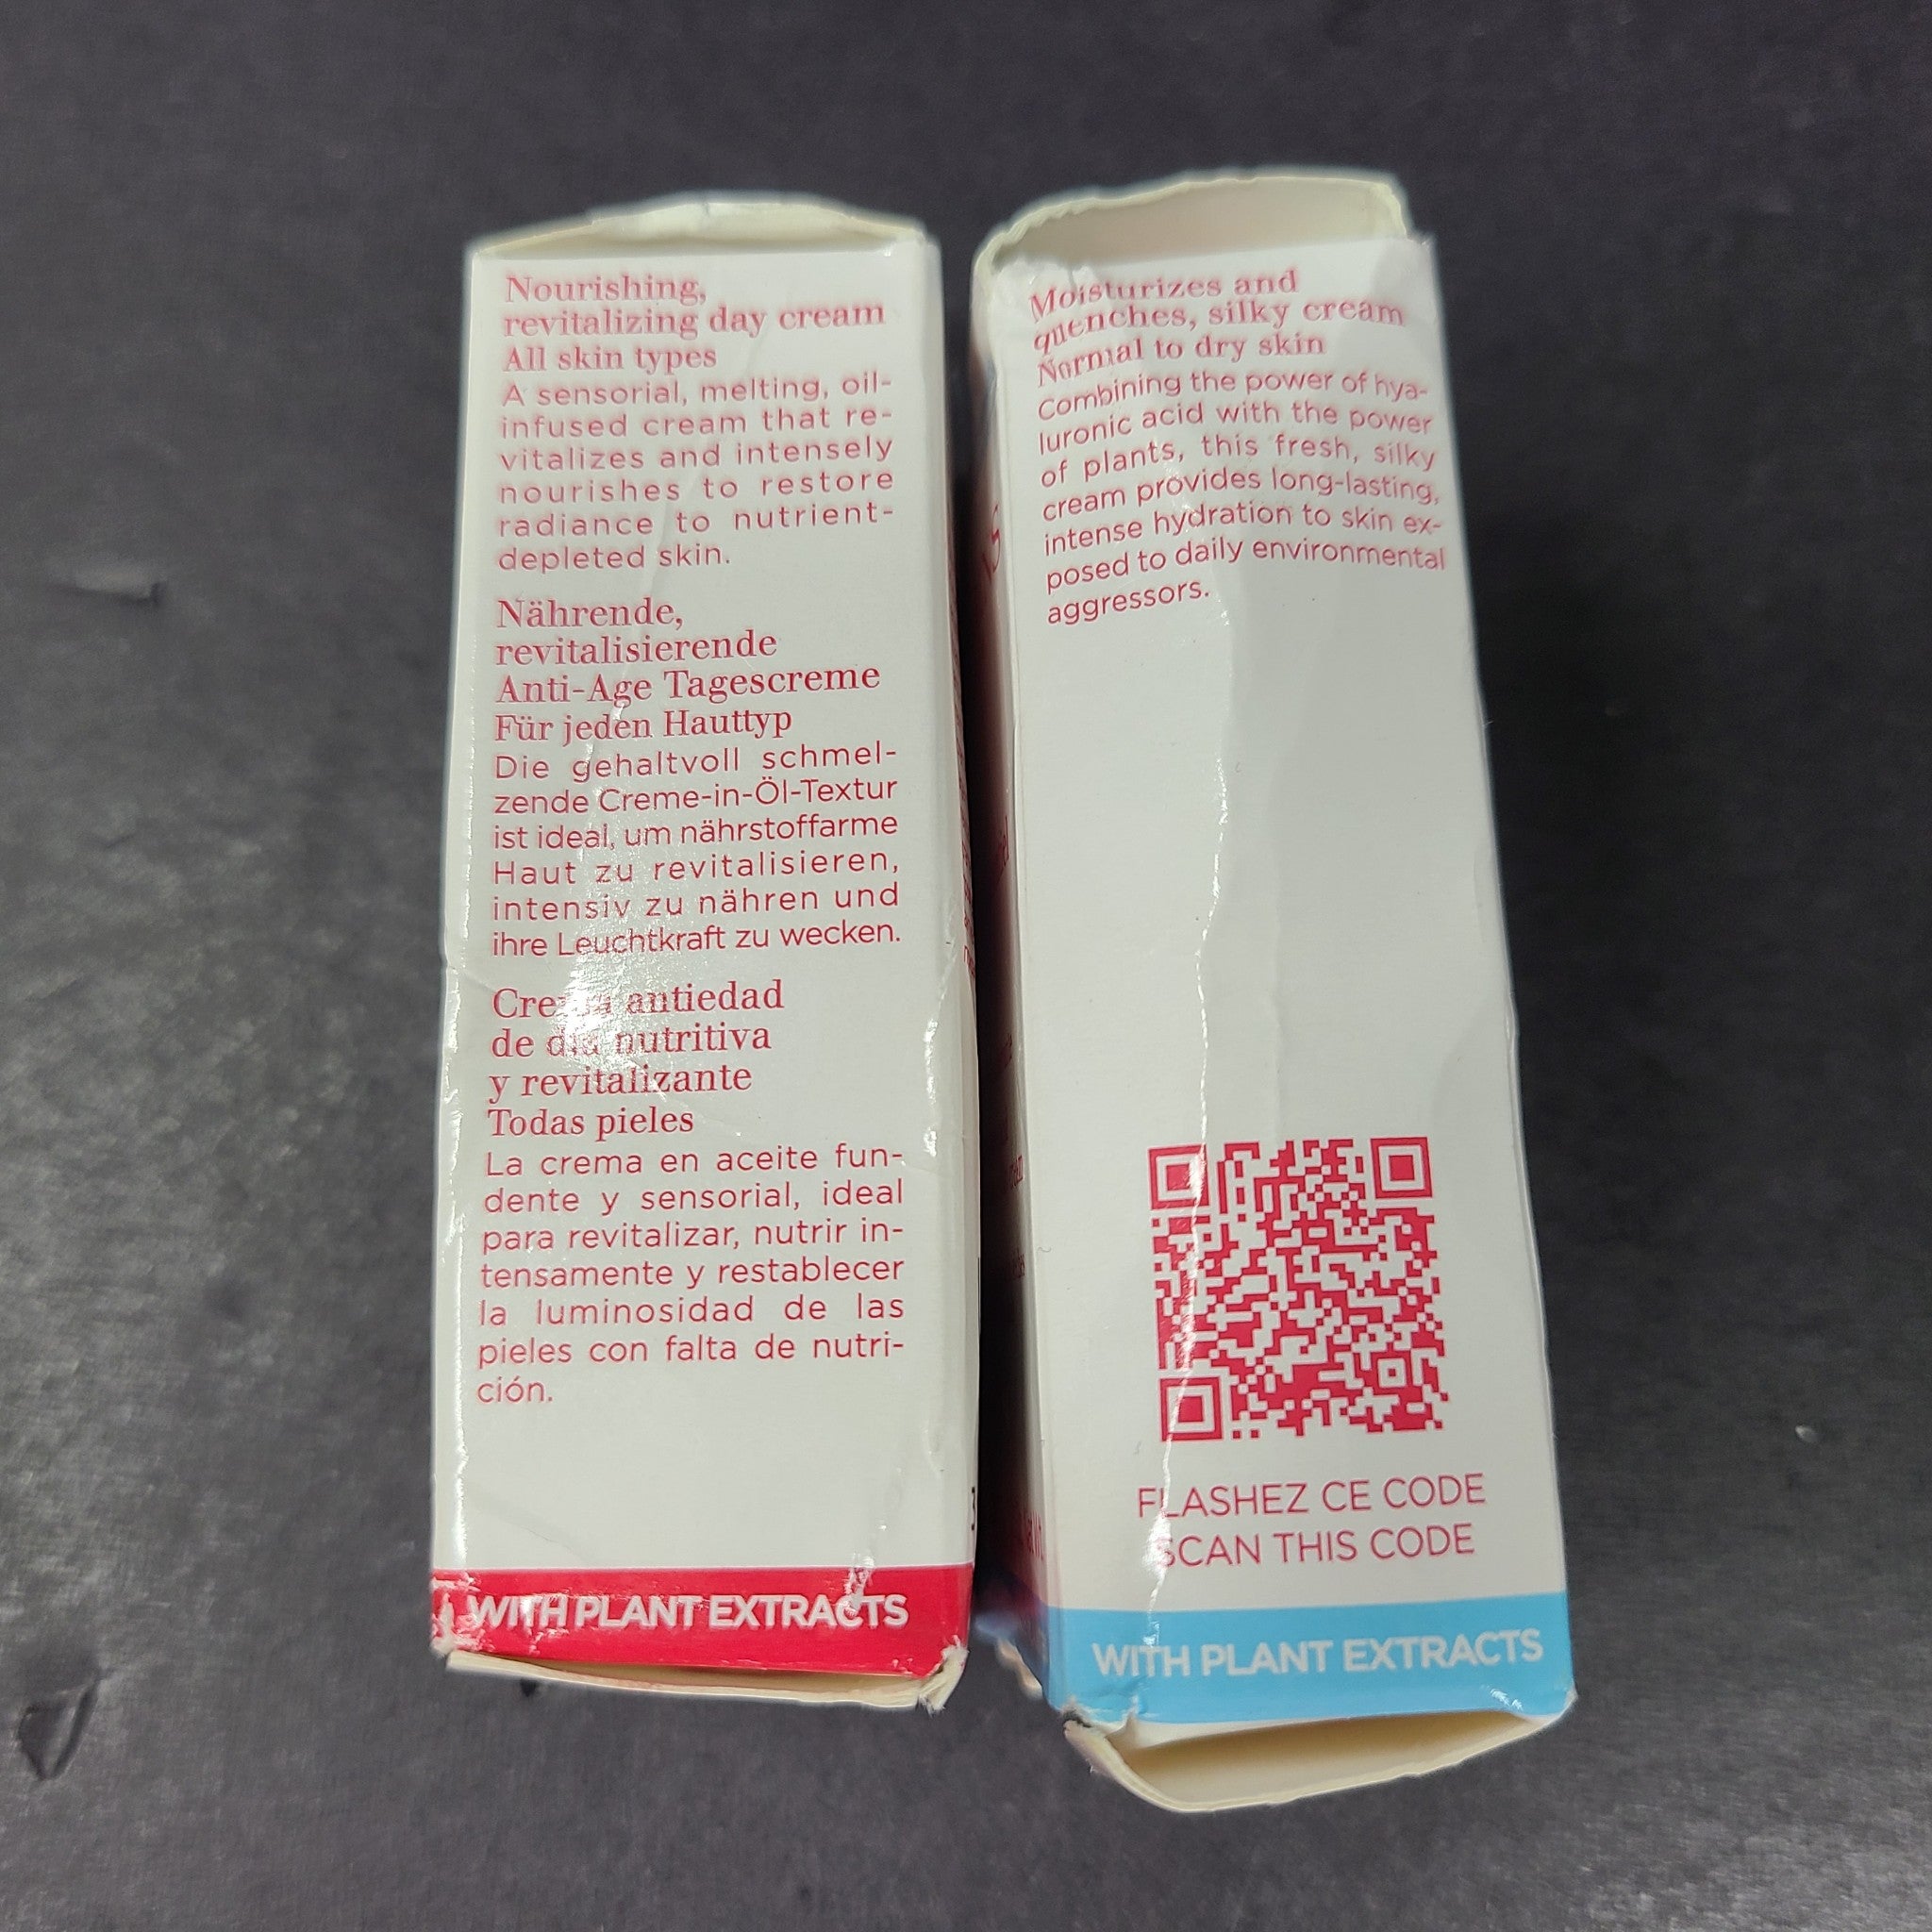 Nourishing,
revitalizing day cream
All skin types
A sensorial, melting, oil-
infused cream that re-
vitalizes and intensely
nourishes to restore
radiance to nutrient-
depleted skin.
Nährende,
revitalisierende
Anti-Age Tagescreme
Für jeden Hauttyp
Die gehaltvoll schmel-
zende Creme-in-Öl-Textur
ist ideal, um nährstoffarme
Haut zu revitalisieren,
intensiv zu nähren und
ihre Leuchtkraft zu wecken.
Crema antiedad
de día nutritiva
y revitalizante
Todas pieles
La crema en aceite fun-
dente y sensorial, ideal
para revitalizar, nutrir in-
tensamente y restablecer
la luminosidad de las
pieles con falta de nutri-
ción.
WITH PLANT EXTRACTS
Moisturizes and
quenches, silky cream
Normal to dry skin
Combining the power of hya-
luronic acid with the power
of plants, this fresh, silky
cream provides long-lasting,
intense hydration to skin ex-
posed to daily environmental
aggressors.
FLASHEZ CE CODE
SCAN THIS CODE
WITH PLANT EXTRACTS